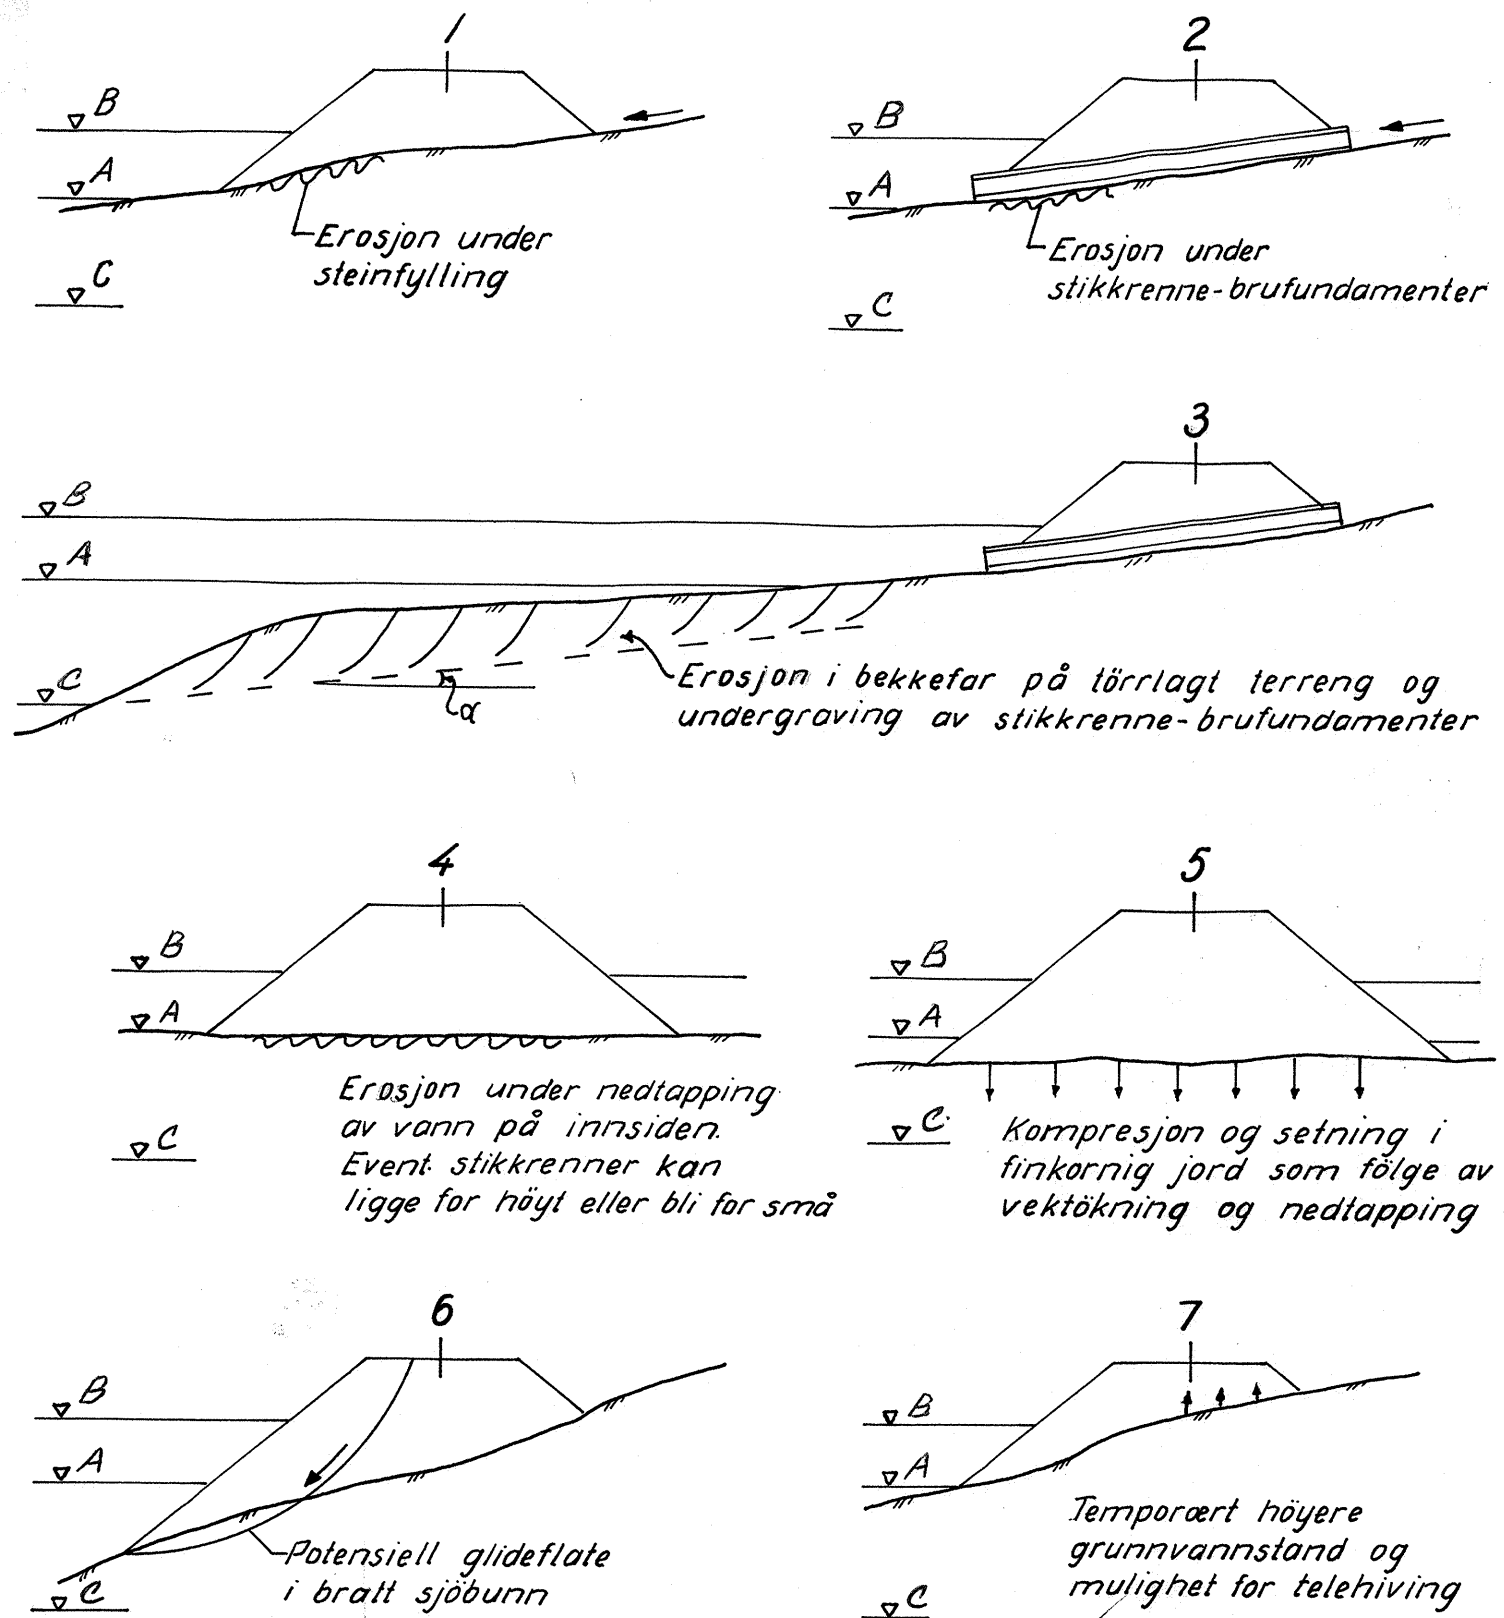 1
B
A
C
Erosjon under
steinfylling
2
B
A
C
Erosjon under
stikkrenne-brufundamenter
3
B
A
C
α
Erosjon i bekkefar på törrlagt terreng og
undergraving av stikkrenne-brufundamenter
4
B
A
C
Erosjon under nedtapping
av vann på innsiden.
Event. stikkrenner kan
ligge for höyt eller bli for små
5
B
A
C
Kompresjon og setning i
finkornig jord som fölge av
vektökning og nedtapping
6
B
A
C
Potensiell glideflate
i bratt sjöbunn
7
B
A
C
Temporært höyere
grunnvannstand og
mulighet for telehiving